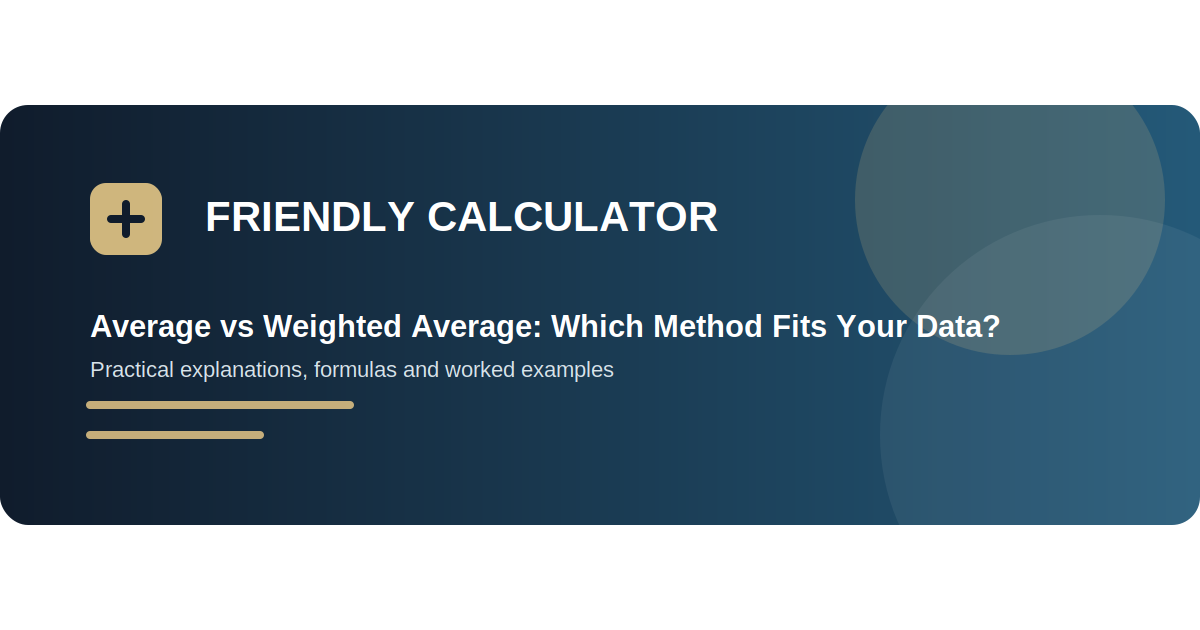 FRIENDLY CALCULATOR
Average vs Weighted Average: Which Method Fits Your Data?
Practical explanations, formulas and worked examples